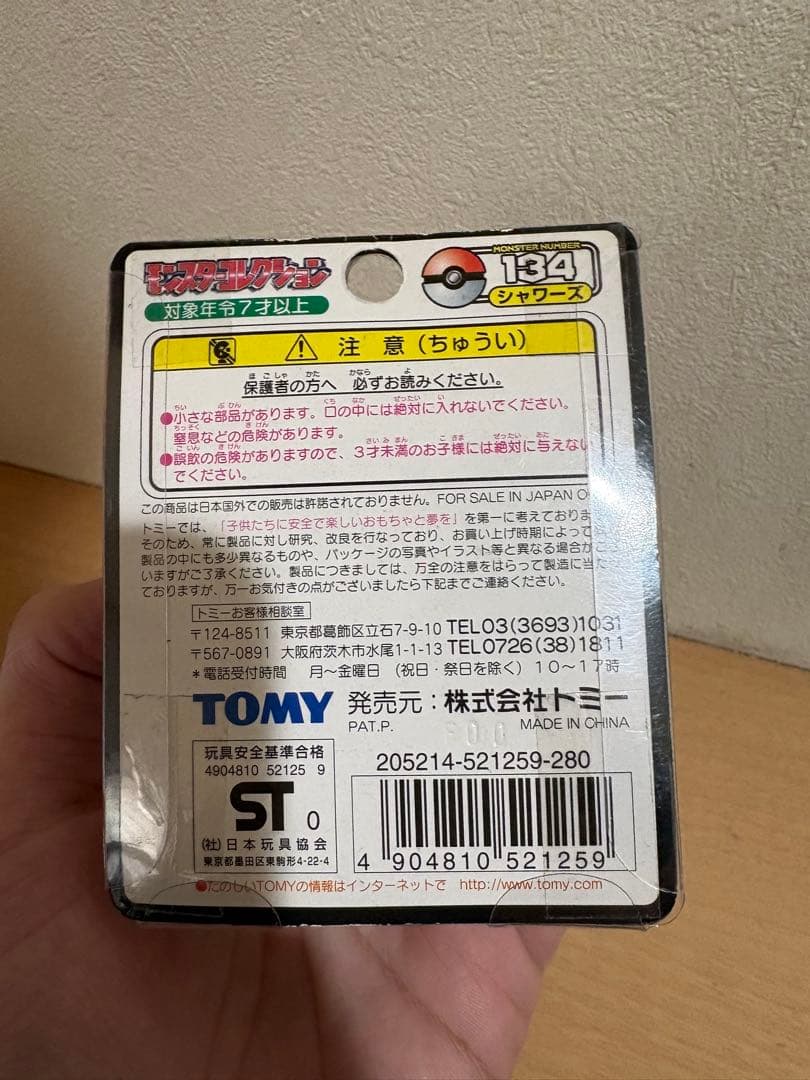 モンスターコレクション
対象年令7才以上
MONSTER NUMBER
134
シャワーズ
注 意 (ちゅうい)
保護者の方へ 必ずお読みください。
●小さな部品があります。口の中には絶対に入れないでください。
窒息などの危険があります。
●誤飲の危険がありますので、3才未満のお子様には絶対に与えない
でください。
この商品は日本国外での販売は許諾されておりません。FOR SALE IN JAPAN
トミーでは、「子供たちに安全で楽しいおもちゃと夢を」を第一に考えておりま
そのため、常に製品に対し研究、改良を行なっており、お買い上げ時期によって
製品の中にも多少異なるものや、パッケージの写真やイラスト等と異なる場合がご
いますがご了承ください。製品につきましては、万全の注意をはらって製造に当た
ておりますが、万一お気付きの点がございましたら下記までご連絡ください。
トミーお客様相談室
〒124-8511 東京都葛飾区立石7-9-10 TEL03(3693)1031
〒567-0891 大阪府茨木市水尾1-1-13 TEL0726(38)1811
*電話受付時間 月~金曜日 (祝日・祭日を除く) 10~17時
TOMY 発売元:株式会社トミー
PAT.P. MADE IN CHINA
玩具安全基準合格
4904810 52125 9
ST 0
(社)日本玩具協会
東京都墨田区東駒形4-22-4
205214-521259-280
4 904810 521259
●たのしいTOMYの情報はインターネットで http://www.tomy.com